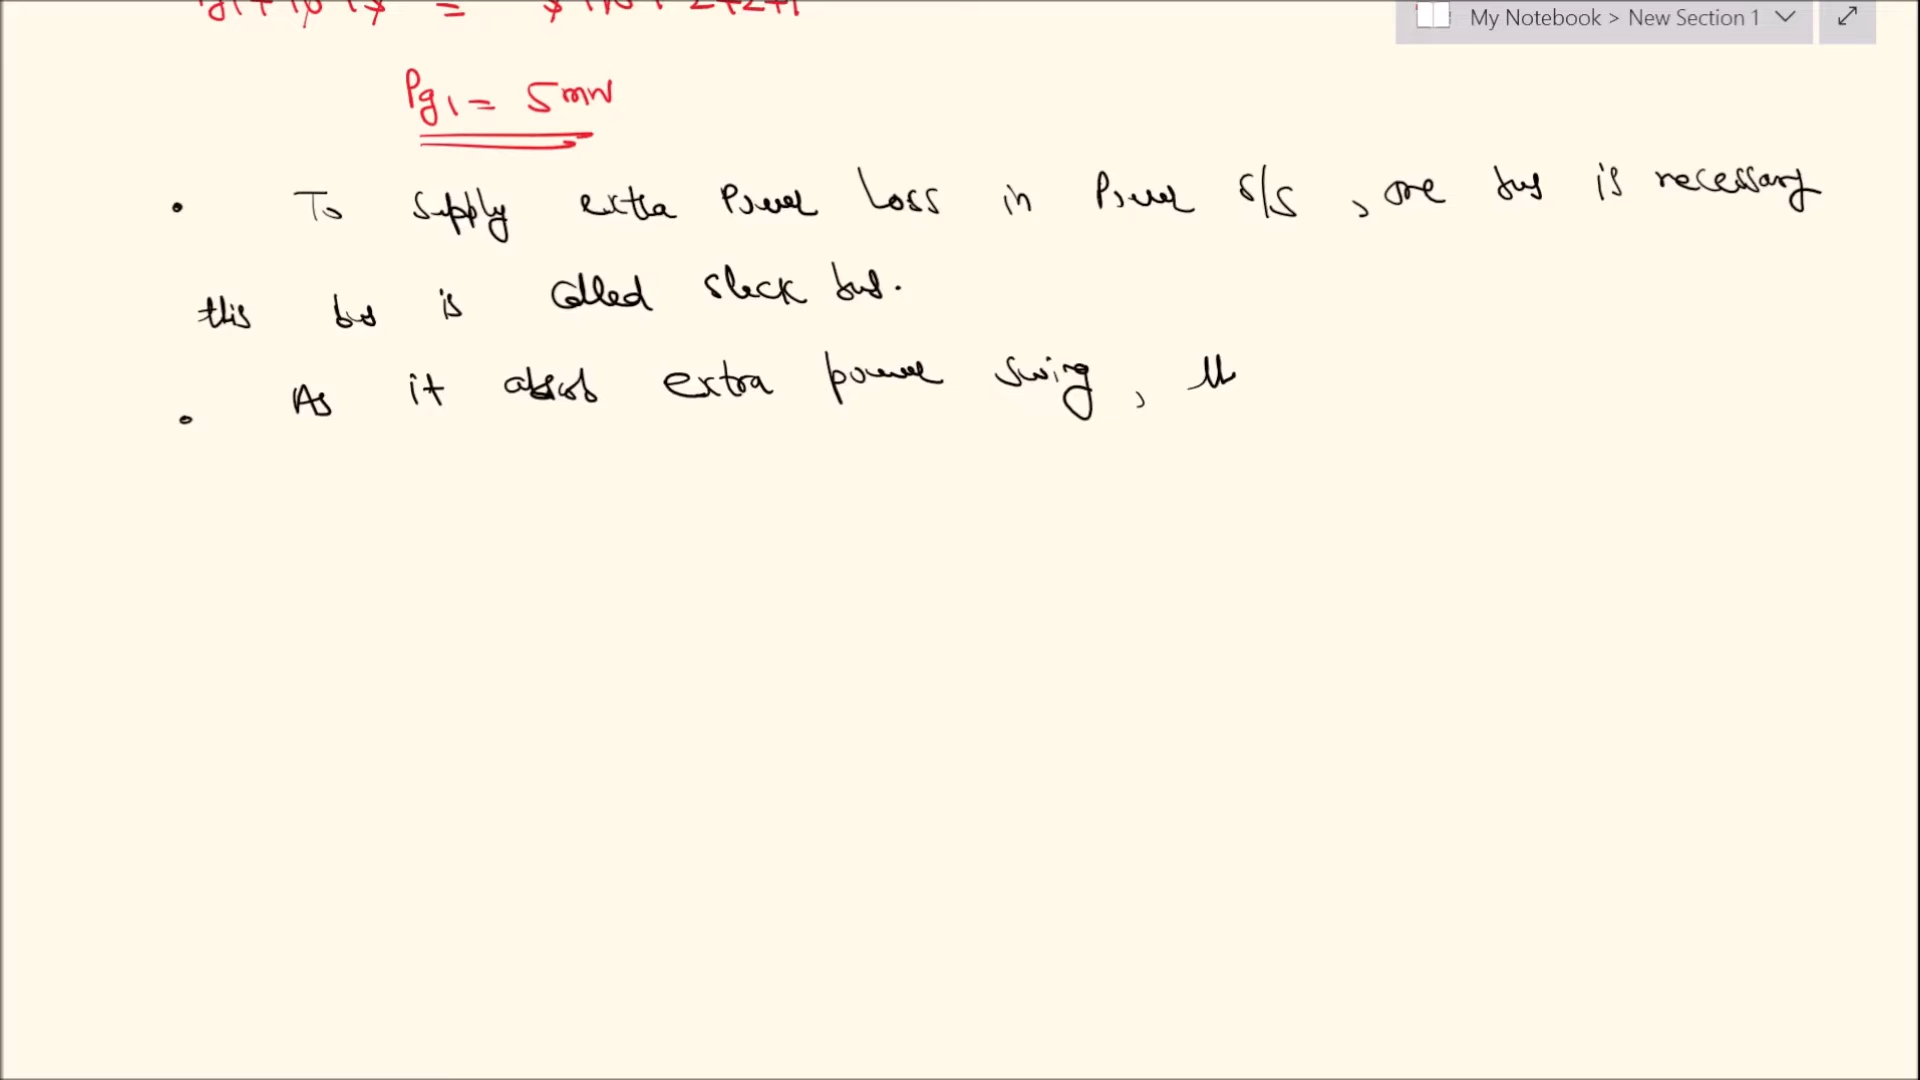 My Notebook > New Section 1
Pg1 = 5mW
• To supply extra Power Loss in Power S/S , one bus is necessary
this bus is called slack bus.
• As it absorb extra power swing , th